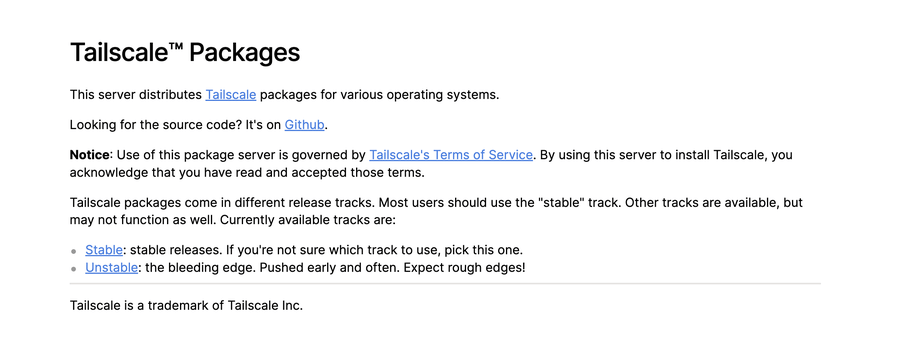 Tailscale™ Packages
This server distributes Tailscale packages for various operating systems.
Looking for the source code? It's on Github.
Notice: Use of this package server is governed by Tailscale's Terms of Service. By using this server to install Tailscale, you
acknowledge that you have read and accepted those terms.
Tailscale packages come in different release tracks. Most users should use the "stable" track. Other tracks are available, but
may not function as well. Currently available tracks are:
Stable: stable releases. If you're not sure which track to use, pick this one.
Unstable: the bleeding edge. Pushed early and often. Expect rough edges!
Tailscale is a trademark of Tailscale Inc.